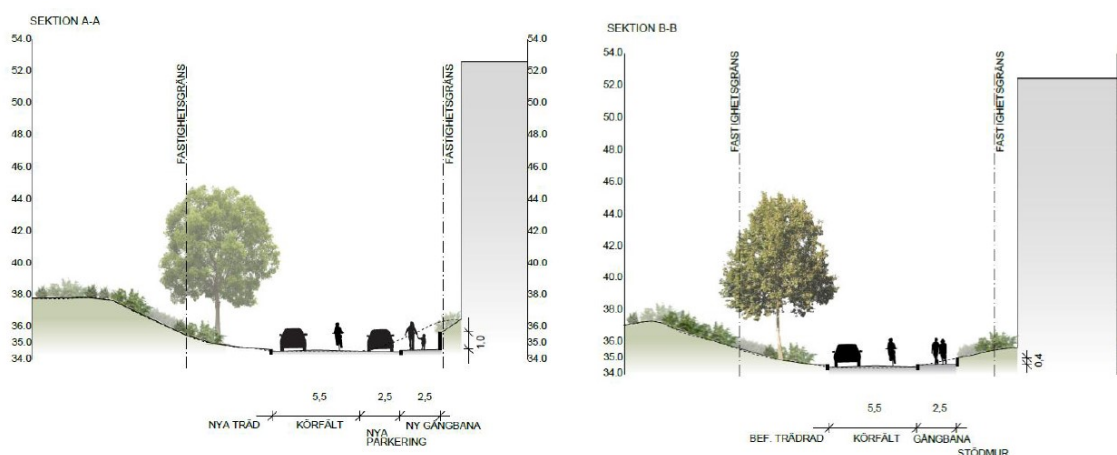 SEKTION A-A
54.0
52.0
50.0
48.0
46.0
44.0
42.0
40.0
38.0
36.0
35.0
34.0
FASTIGHETSGRÄNS
FASTIGHETSGRÄNS
54.0
52.0
50.0
48.0
46.0
44.0
42.0
40.0
38.0
36.0
35.0
34.0
1,0
5,5
2,5
2,5
NYA TRÄD
KÖRFÄLT
NYA
PARKERING
NY GÅNGBANA
SEKTION B-B
54.0
52.0
50.0
48.0
46.0
44.0
42.0
40.0
38.0
36.0
35.0
34.0
FASTIGHETSGRÄNS
FASTIGHETSGRÄNS
0,4
5,5
2,5
BEF. TRÄDRAD
KÖRFÄLT
GÅNGBANA
STÖDMUR